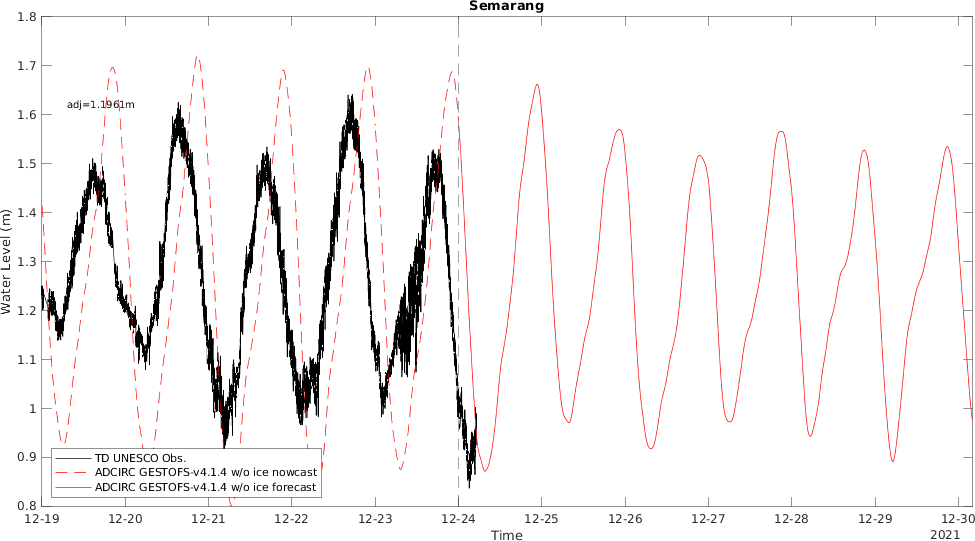 Semarang
1.8
1.7
1.6
1.5
1.4
1.3
1.2
1.1
1
0.9
0.8
Water Level (m)
adj=1.1961m
TD UNESCO Obs.
ADCIRC GESTOFS-v4.1.4 w/o ice nowcast
ADCIRC GESTOFS-v4.1.4 w/o ice forecast
12-19 12-20 12-21 12-22 12-23 12-24 12-25 12-26 12-27 12-28 12-29 12-30
Time
2021